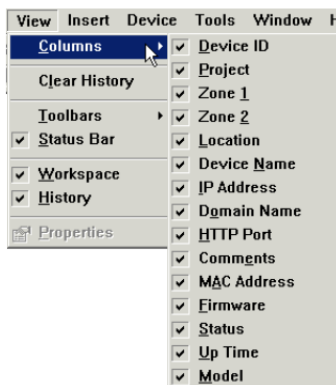 View Insert Device Tools Window H
Columns
Clear History
Toolbars
Status Bar
Workspace
History
Properties
Device ID
Project
Zone 1
Zone 2
Location
Device Name
IP Address
Domain Name
HTTP Port
Comments
MAC Address
Firmware
Status
Up Time
Model